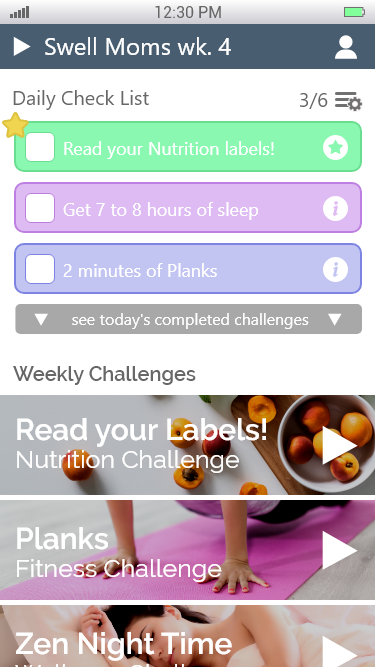 12:30 PM
Swell Moms wk. 4
Daily Check List
3/6
Read your Nutrition labels!
Get 7 to 8 hours of sleep
2 minutes of Planks
see today's completed challenges
Weekly Challenges
Read your Labels!
Nutrition Challenge
Planks
Fitness Challenge
Zen Night Time